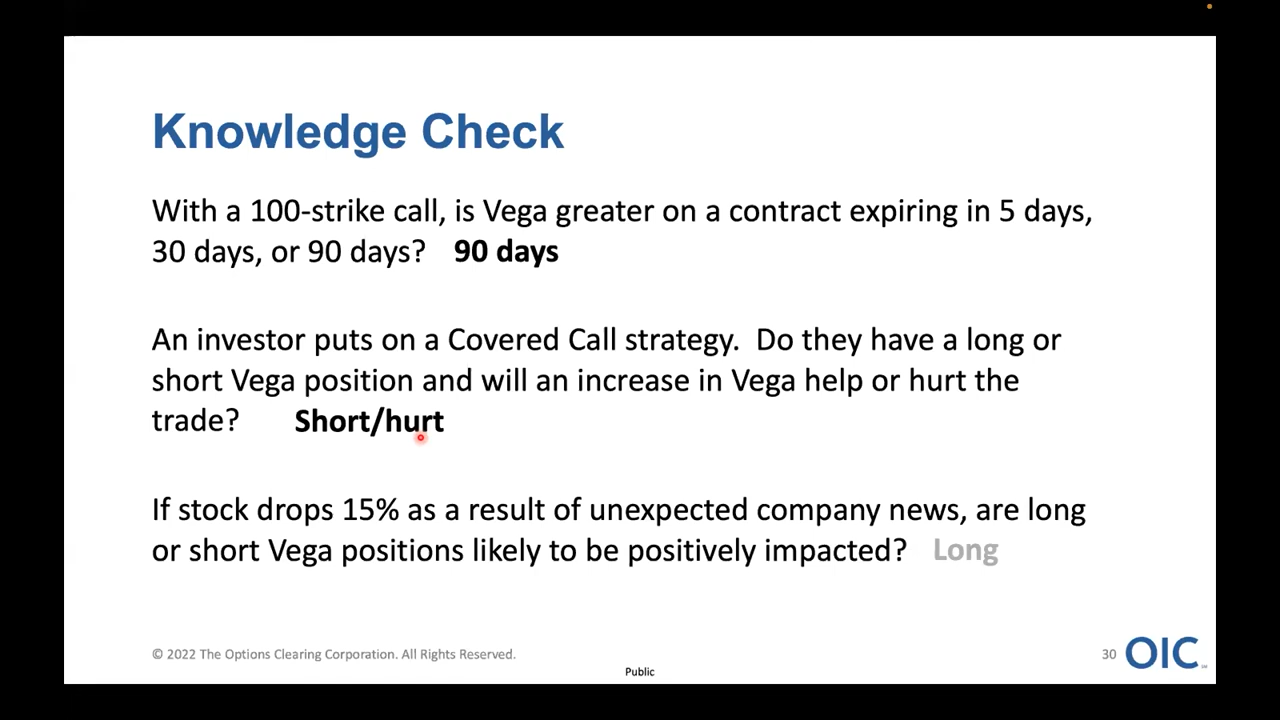 Knowledge Check
With a 100-strike call, is Vega greater on a contract expiring in 5 days,
30 days, or 90 days? 90 days
An investor puts on a Covered Call strategy. Do they have a long or
short Vega position and will an increase in Vega help or hurt the
trade? Short/hurt
If stock drops 15% as a result of unexpected company news, are long
or short Vega positions likely to be positively impacted? Long
© 2022 The Options Clearing Corporation. All Rights Reserved.
30 OIC
Public